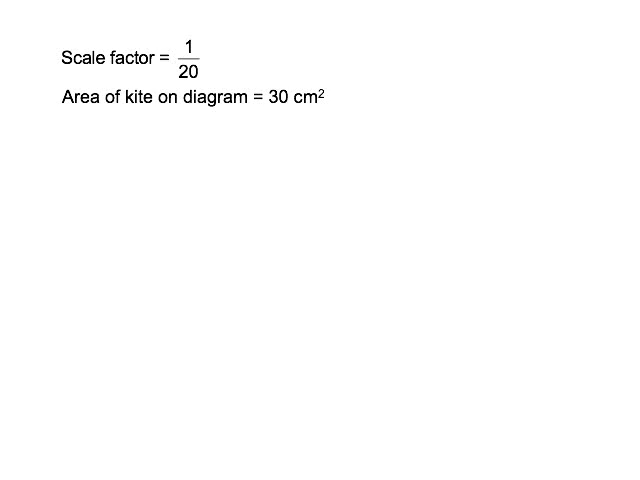 Scale factor = 1/20
Area of kite on diagram = 30 cm²